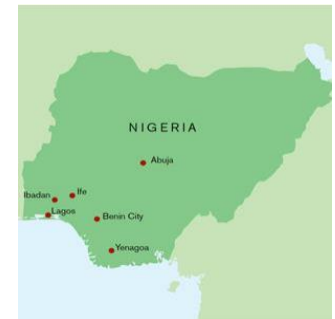 NIGERIA
Abuja
Ibadan
Ife
Lagos
Benin City
Yenagoa